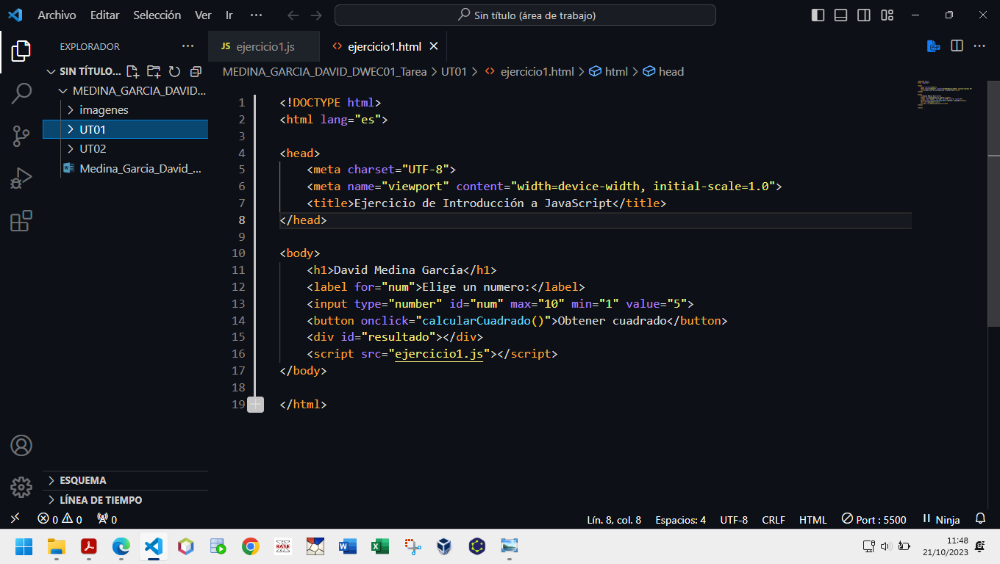 Archivo Editar Selección Ver Ir ···
Sin título (área de trabajo)
EXPLORADOR ···
JS ejercicio1.js
<> ejercicio1.html ×
SIN TÍTULO...
MEDINA_GARCIA_DAVID_DWEC01_Tarea > UT01 > <> ejercicio1.html > html > head
MEDINA_GARCIA_DAVID...
imagenes
UT01
UT02
Medina_Garcia_David_...
1 <!DOCTYPE html>
2 <html lang="es">
3
4 <head>
5 <meta charset="UTF-8">
6 <meta name="viewport" content="width=device-width, initial-scale=1.0">
7 <title>Ejercicio de Introducción a JavaScript</title>
8 </head>
9
10 <body>
11 <h1>David Medina García</h1>
12 <label for="num">Elige un numero:</label>
13 <input type="number" id="num" max="10" min="1" value="5">
14 <button onclick="calcularCuadrado()">Obtener cuadrado</button>
15 <div id="resultado"></div>
16 <script src="ejercicio1.js"></script>
17 </body>
18
19 </html>
ESQUEMA
LÍNEA DE TIEMPO
0 0 0
Lín. 8, col. 8 Espacios: 4 UTF-8 CRLF HTML Port : 5500 Ninja
11:48
21/10/2023